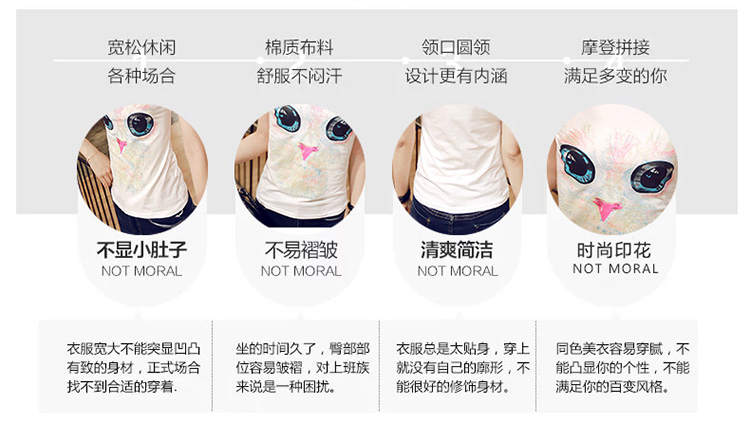 宽松休闲
各种场合
棉质布料
舒服不闷汗
领口圆领
设计更有内涵
摩登拼接
满足多变的你
不显小肚子
NOT MORAL
不易褶皱
NOT MORAL
清爽简洁
NOT MORAL
时尚印花
NOT MORAL
衣服宽大不能突显凹凸
有致的身材，正式场合
找不到合适的穿着.
坐的时间久了，臀部部
位容易皱褶，对上班族
来说是一种困扰。
衣服总是太贴身，穿上
就没有自己的廓形，不
能很好的修饰身材。
同色美衣容易穿腻，不
能凸显你的个性，不能
满足你的百变风格。